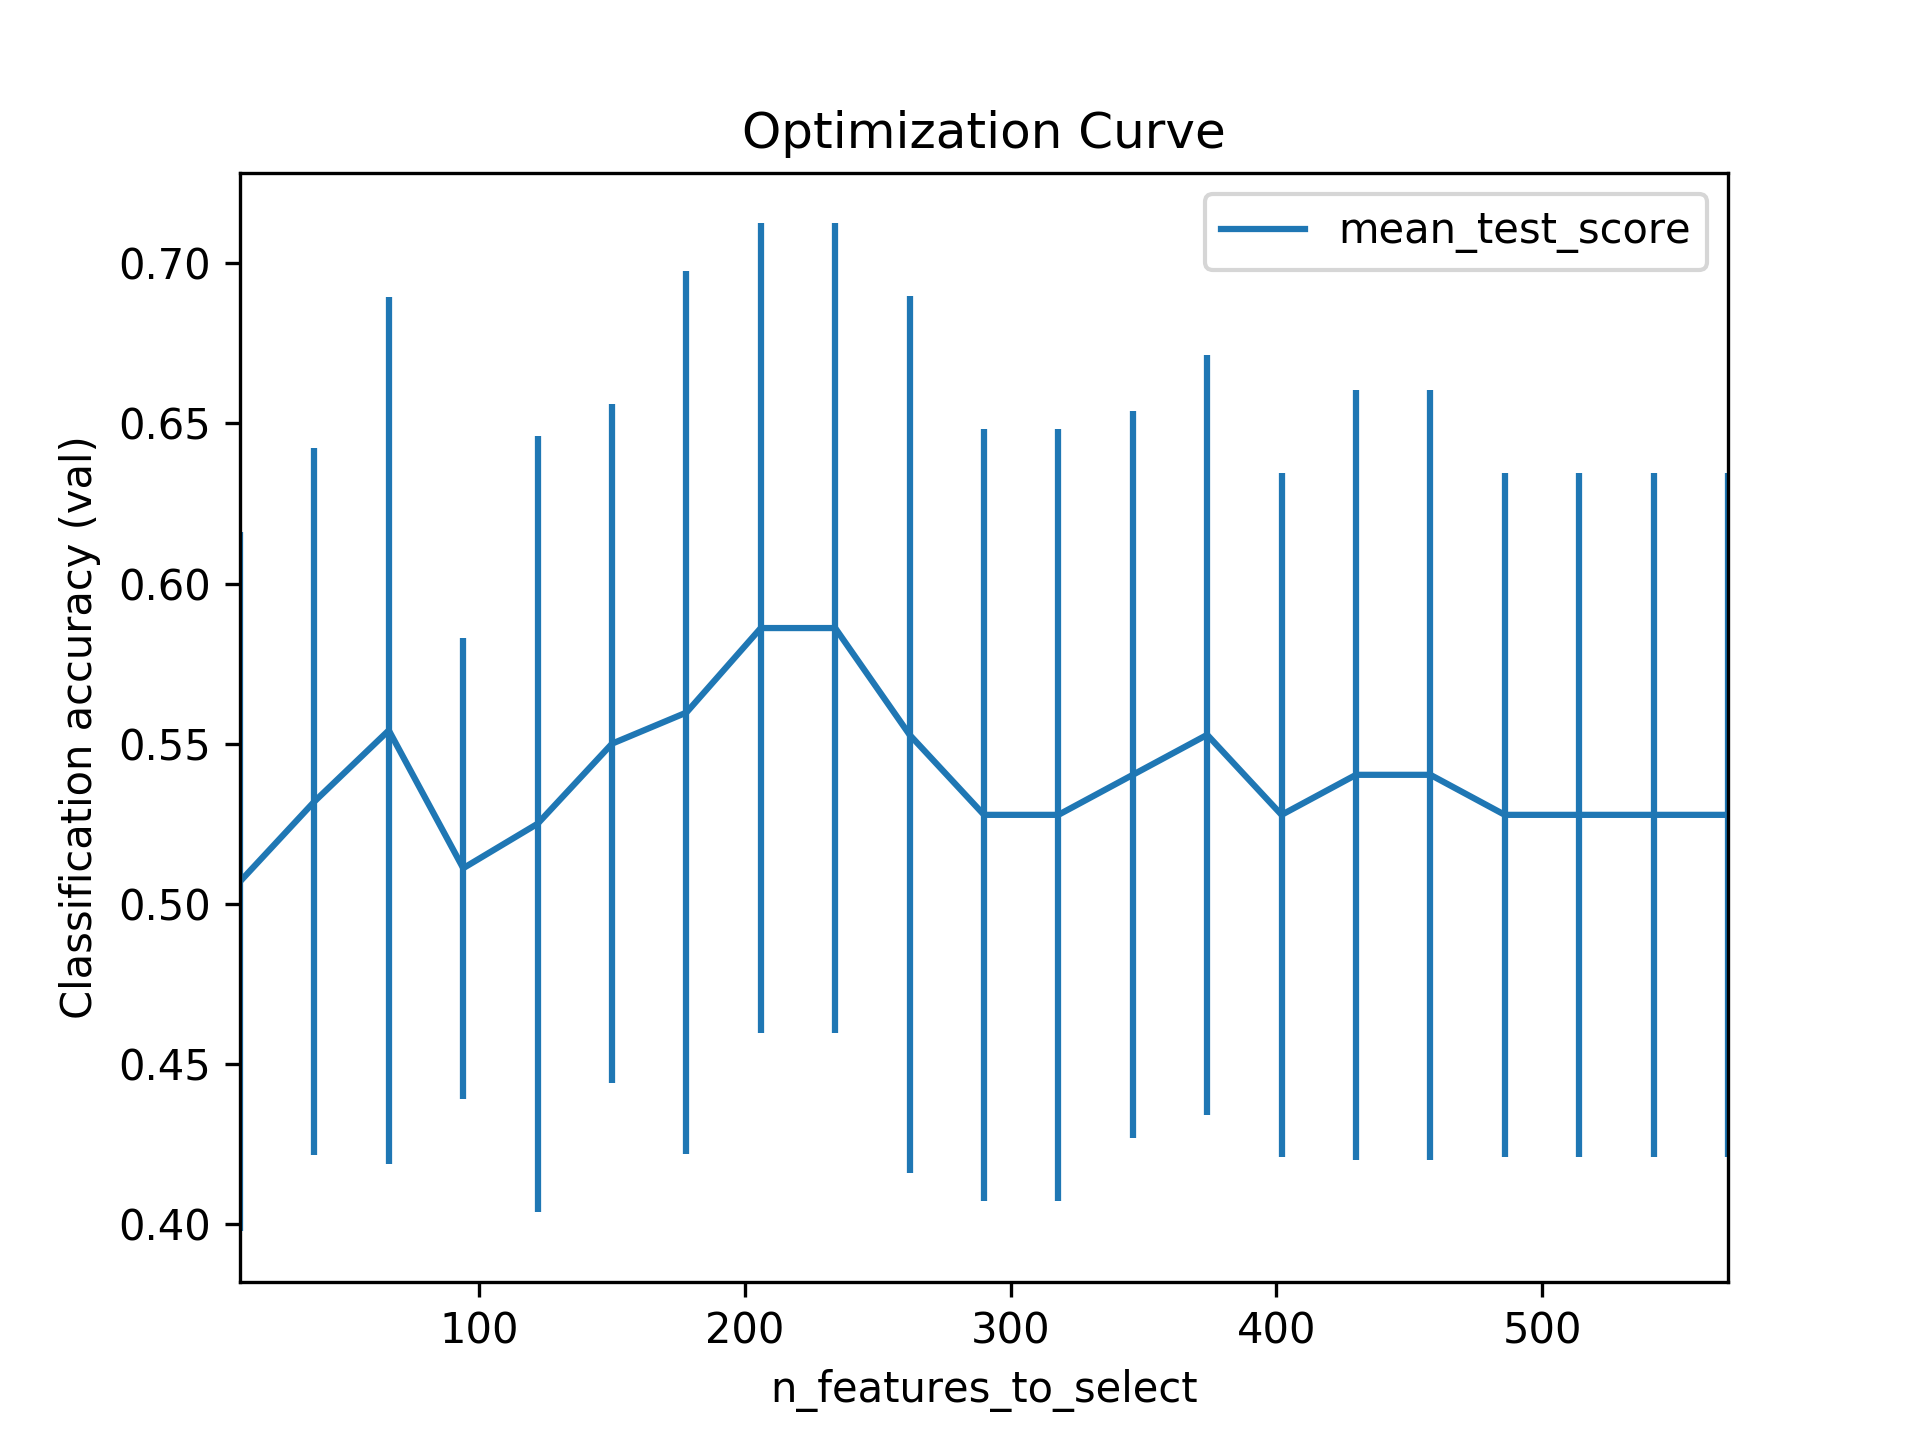 Optimization Curve
mean_test_score
0.70
0.65
0.60
0.55
0.50
0.45
0.40
Classification accuracy (val)
100 200 300 400 500
n_features_to_select